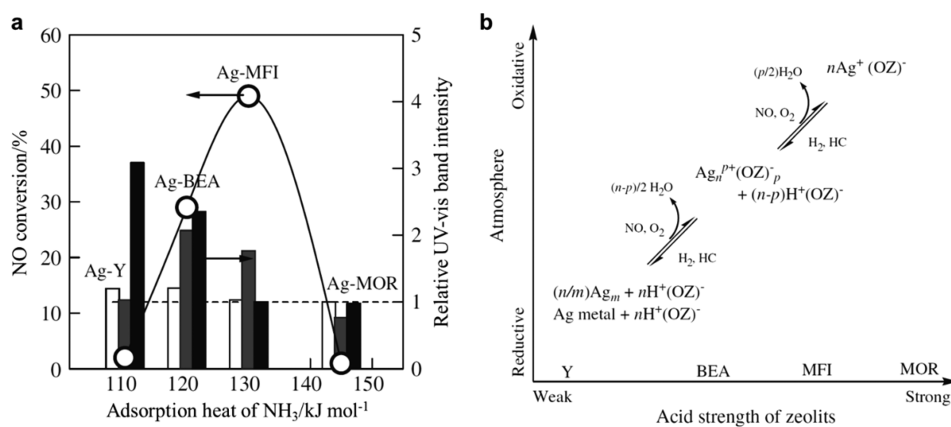 a
60
50
40
30
20
10
0
NO conversion/%
5
4
3
2
1
0
Relative UV-vis band intensity
Ag-MFI
Ag-BEA
Ag-Y
Ag-MOR
110 120 130 140 150
Adsorption heat of NH₃/kJ mol⁻¹
b
Oxidative
Atmosphere
Reductive
(p/2)H₂O
nAg⁺ (OZ)⁻
NO, O₂
H₂, HC
Agₙᵖ⁺(OZ)⁻ₚ
+ (n-p)H⁺(OZ)⁻
(n-p)/2 H₂O
NO, O₂
H₂, HC
(n/m)Agₘ + nH⁺(OZ)⁻
Ag metal + nH⁺(OZ)⁻
Y BEA MFI MOR
Weak Strong
Acid strength of zeolits